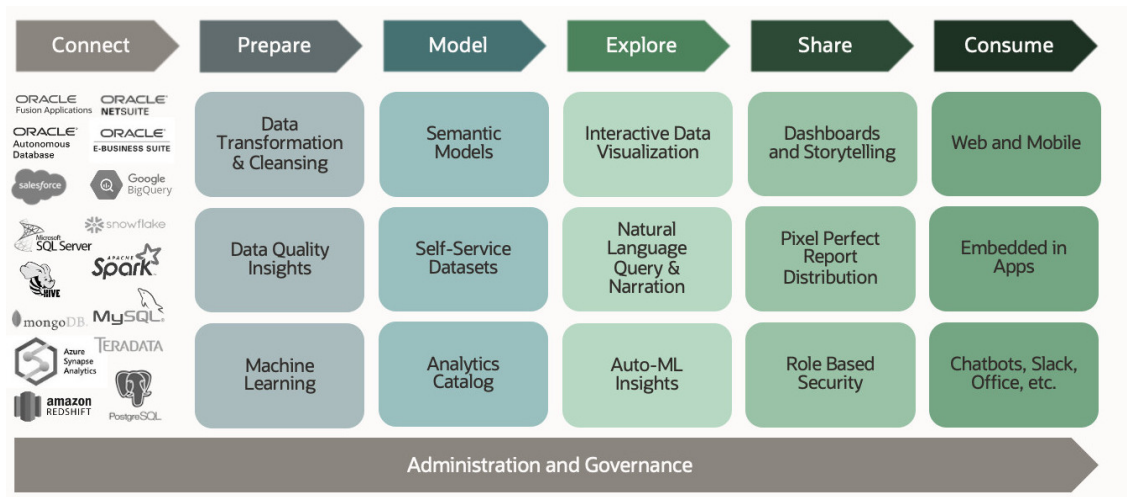 Connect
Prepare
Model
Explore
Share
Consume
ORACLE
Fusion Applications
ORACLE
NETSUITE
ORACLE
Autonomous
Database
ORACLE
E-BUSINESS SUITE
salesforce
Google
BigQuery
Microsoft
SQL Server
snowflake
HIVE
APACHE
Spark
mongoDB
MySQL
Azure
Synapse
Analytics
TERADATA
amazon
REDSHIFT
PostgreSQL
Data
Transformation
& Cleansing
Semantic
Models
Interactive Data
Visualization
Dashboards
and Storytelling
Web and Mobile
Data Quality
Insights
Self-Service
Datasets
Natural
Language
Query &
Narration
Pixel Perfect
Report
Distribution
Embedded in
Apps
Machine
Learning
Analytics
Catalog
Auto-ML
Insights
Role Based
Security
Chatbots, Slack,
Office, etc.
Administration and Governance